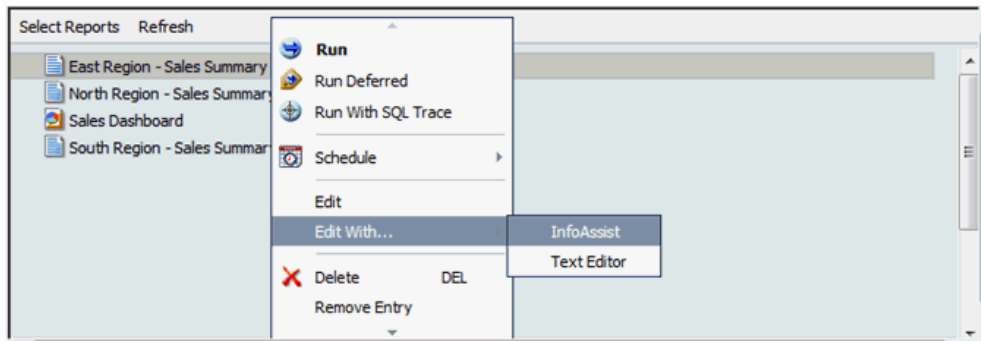 Select Reports Refresh
East Region - Sales Summary
North Region - Sales Summary
Sales Dashboard
South Region - Sales Summar
Run
Run Deferred
Run With SQL Trace
Schedule
Edit
Edit With...
InfoAssist
Text Editor
Delete DEL
Remove Entry